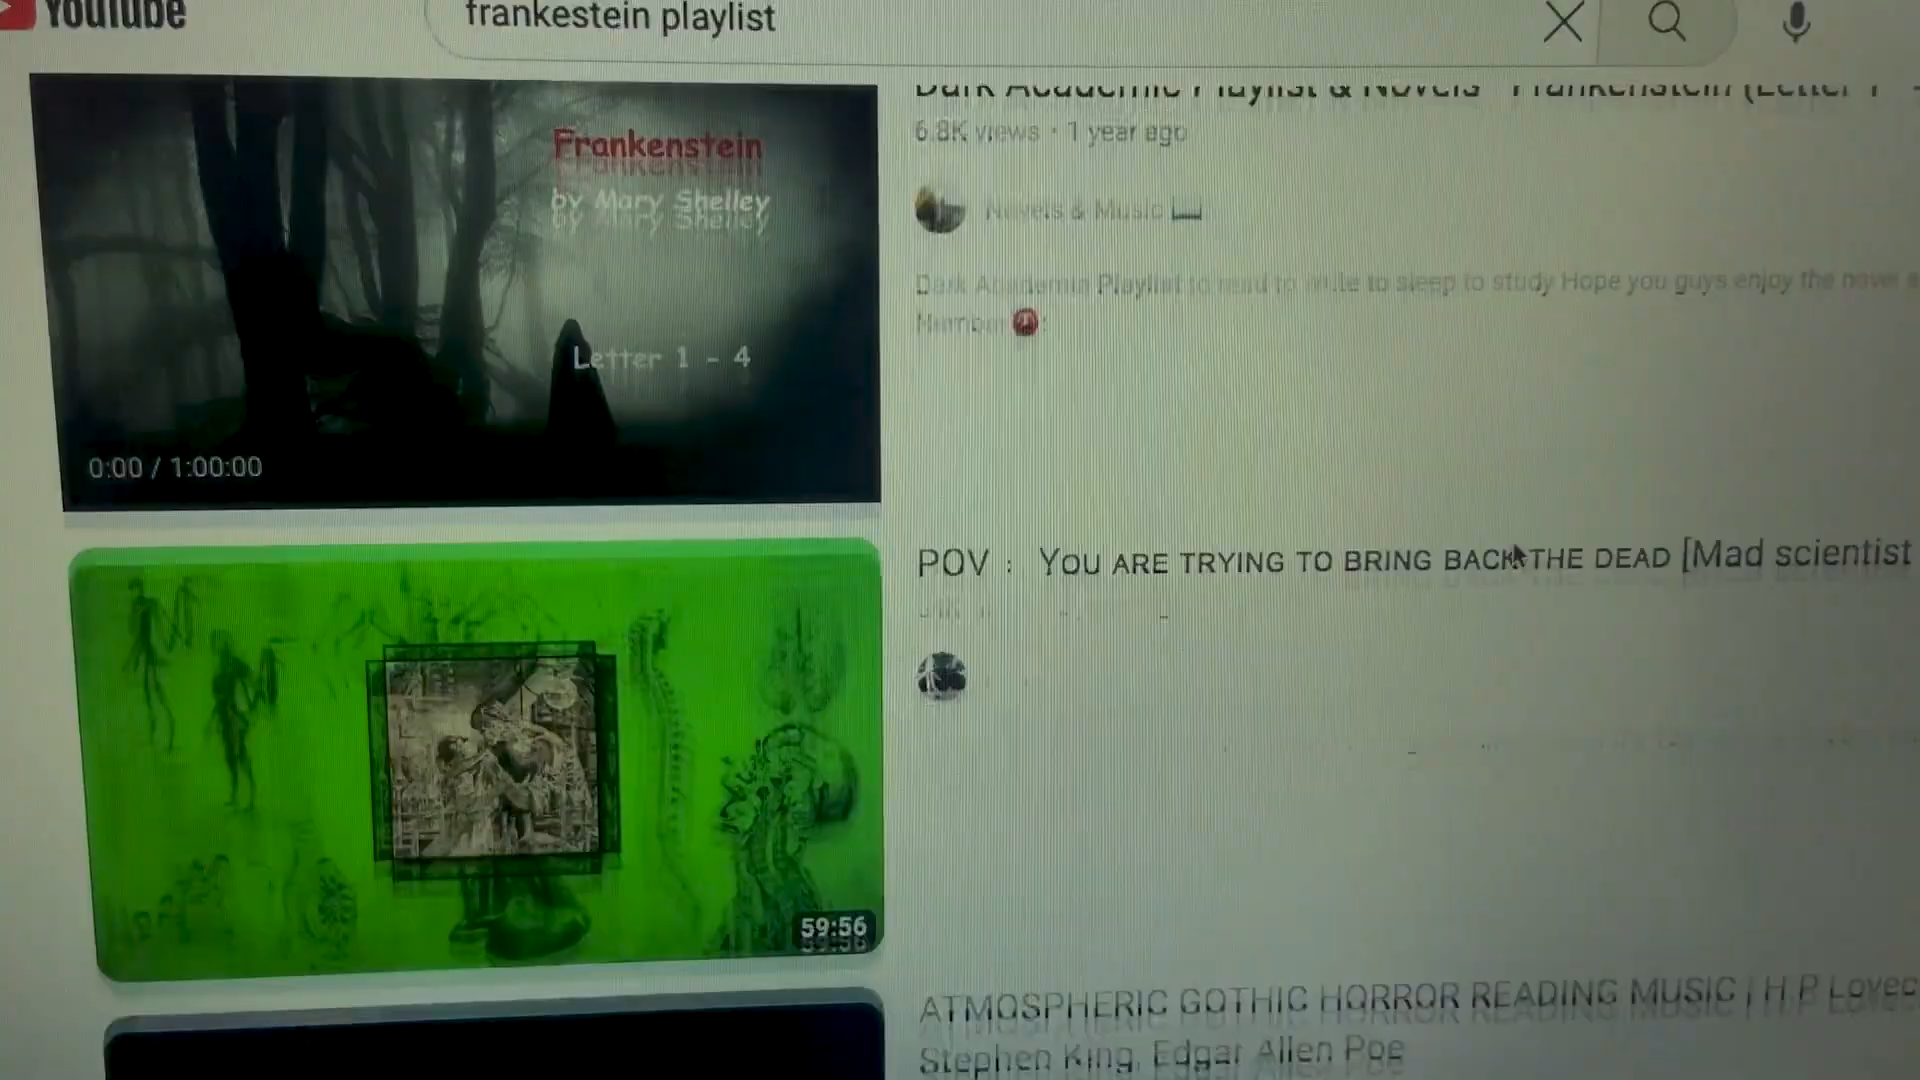 YouTube
frankestein playlist
Frankenstein
by Mary Shelley
Letter 1 - 4
0:00 / 1:00:00
Dark Academic Playlist & Novels Frankenstein (Letter 1 -
6.8K views • 1 year ago
Novels & Music
Dark Academia Playlist to read to write to sleep to study Hope you guys enjoy the novel
POV : YOU ARE TRYING TO BRING BACK THE DEAD [Mad scientist
59:56
ATMOSPHERIC GOTHIC HORROR READING MUSIC | H.P Lovec
Stephen King, Edgar Allen Poe